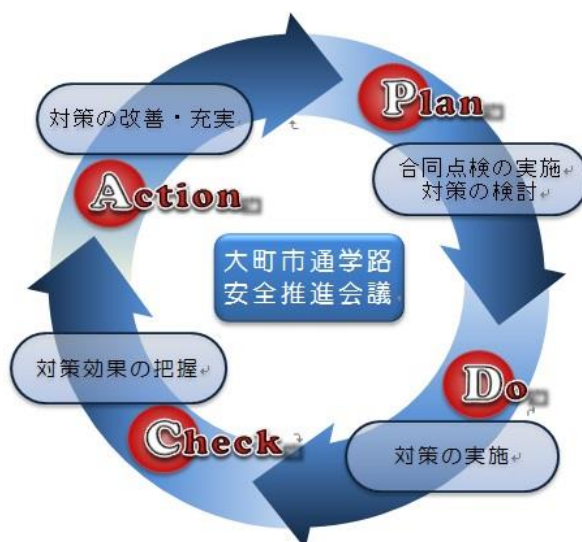 Plan
合同点検の実施
対策の検討
Do
対策の実施
Check
対策効果の把握
Action
対策の改善・充実
大町市通学路
安全推進会議